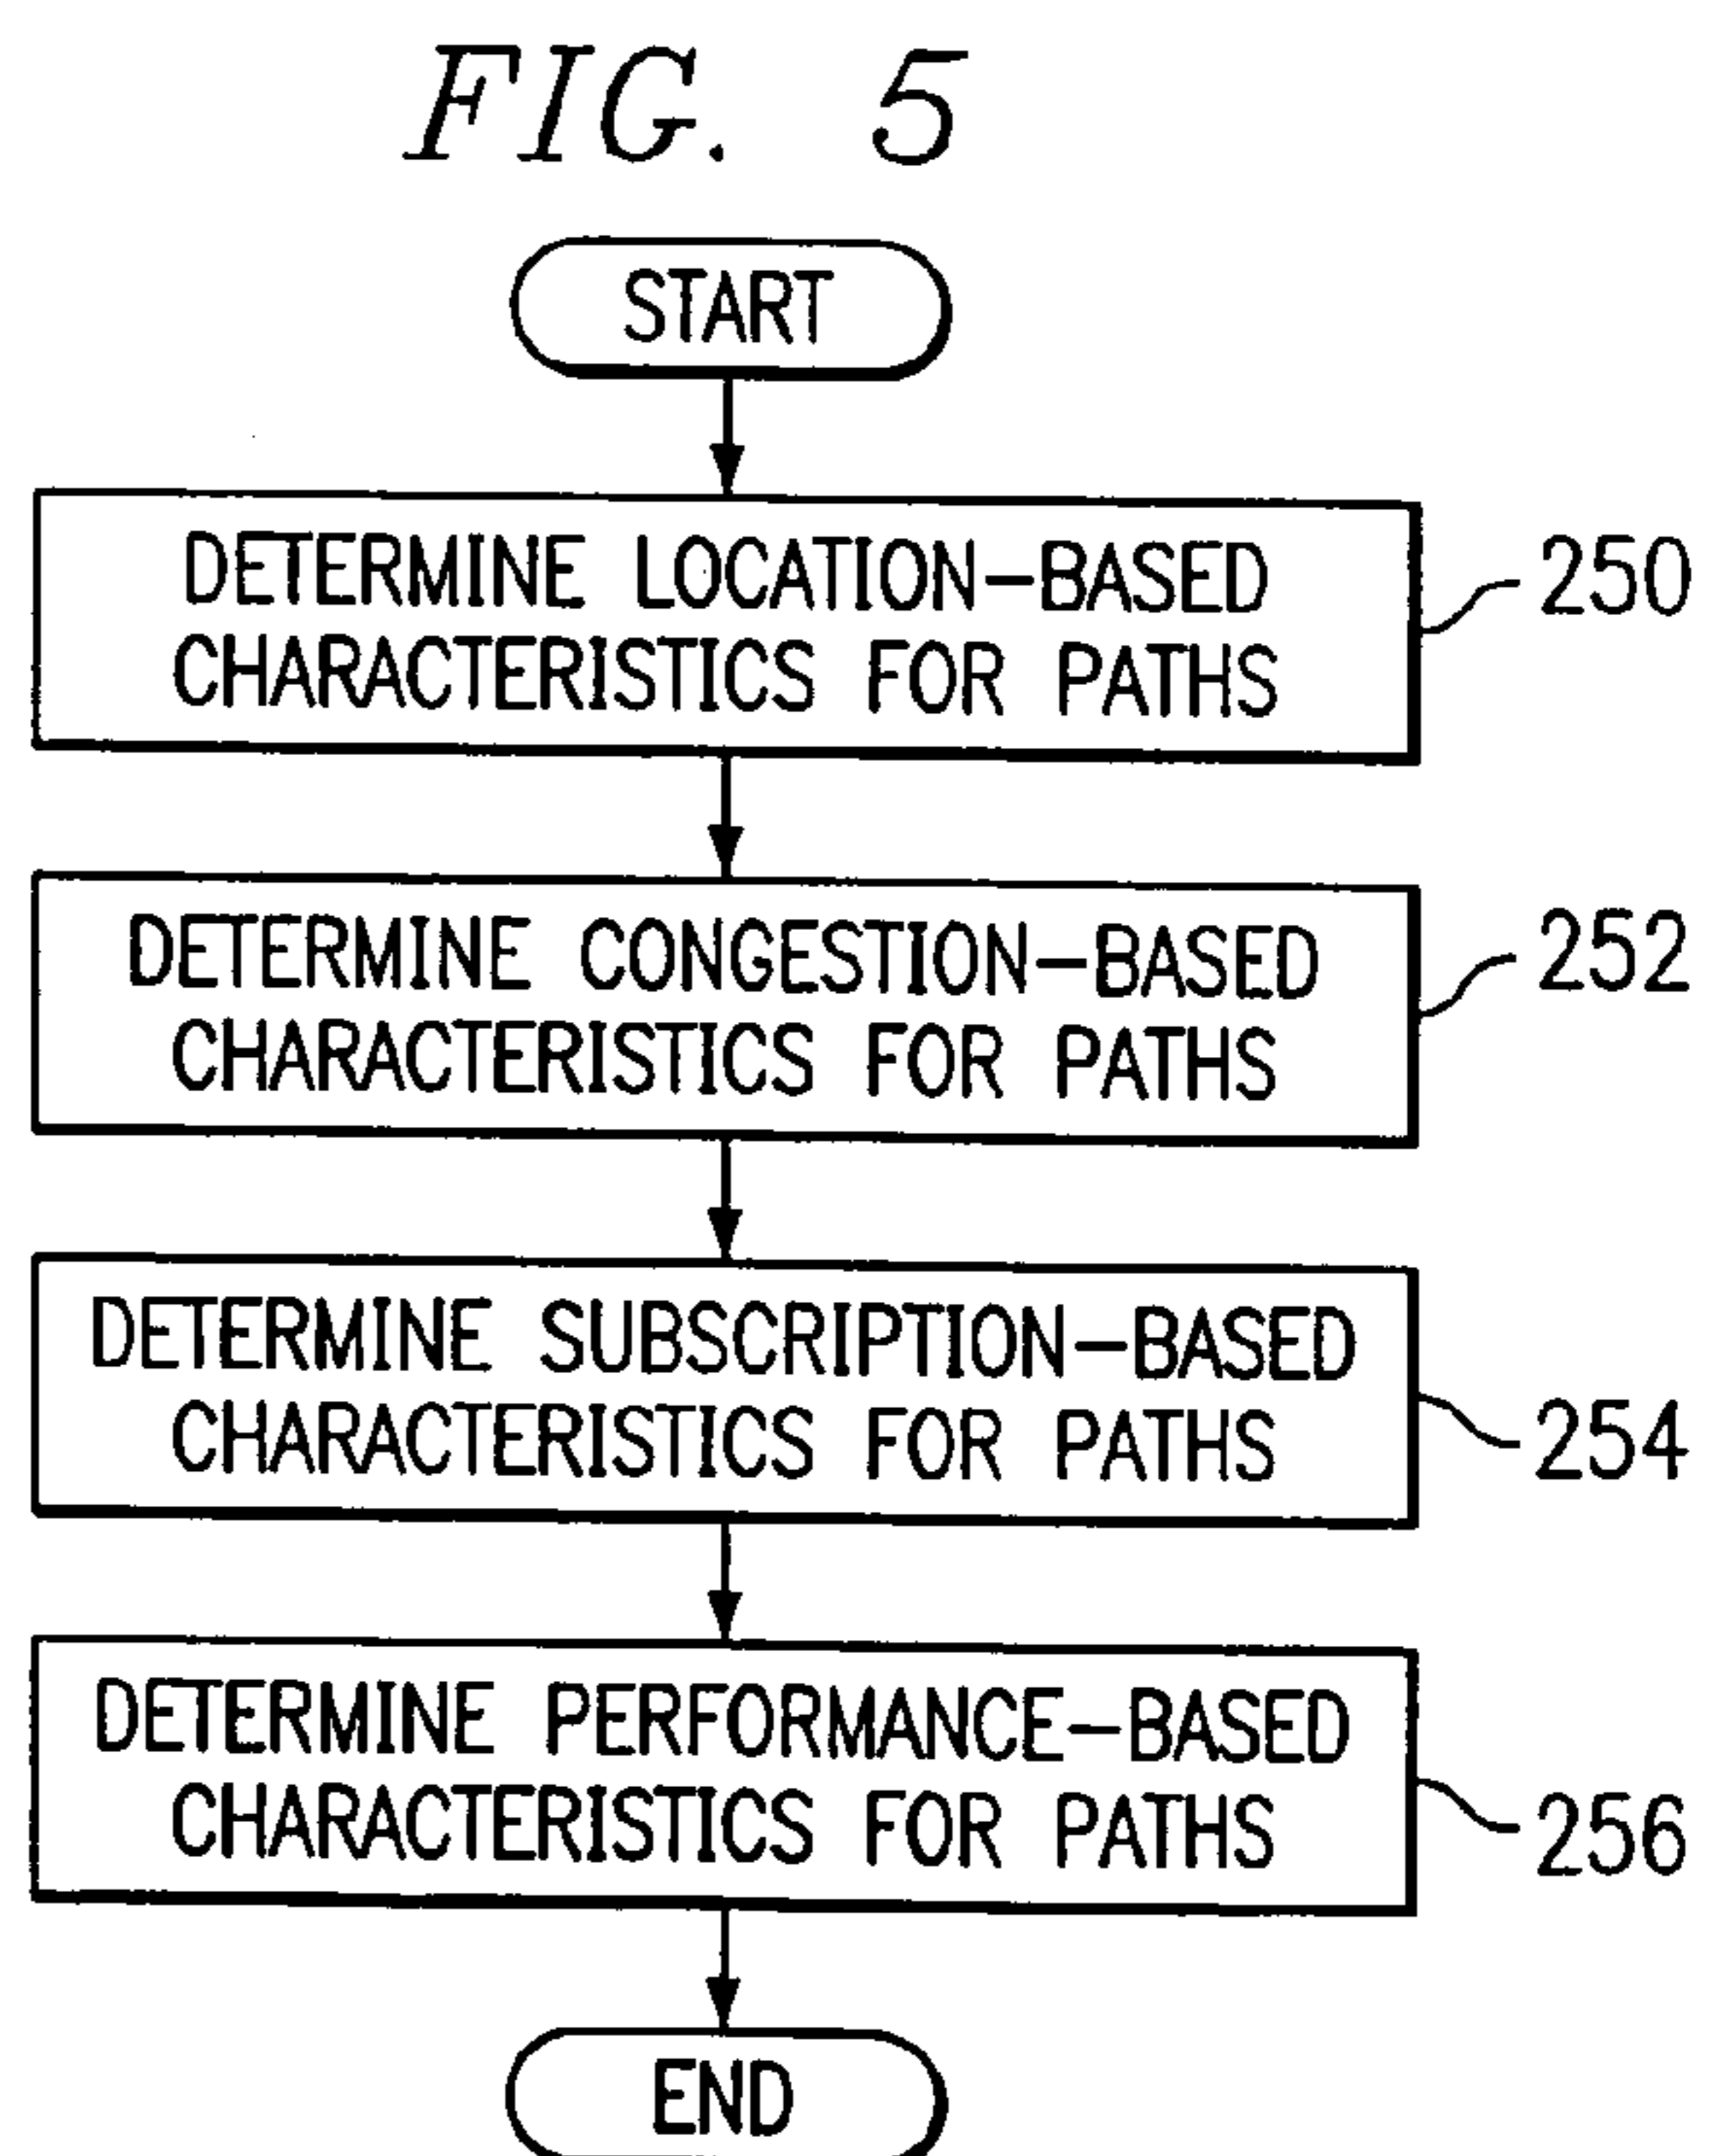 FIG. 5
START
DETERMINE LOCATION-BASED
CHARACTERISTICS FOR PATHS
250
DETERMINE CONGESTION-BASED
CHARACTERISTICS FOR PATHS
252
DETERMINE SUBSCRIPTION-BASED
CHARACTERISTICS FOR PATHS
254
DETERMINE PERFORMANCE-BASED
CHARACTERISTICS FOR PATHS
256
END